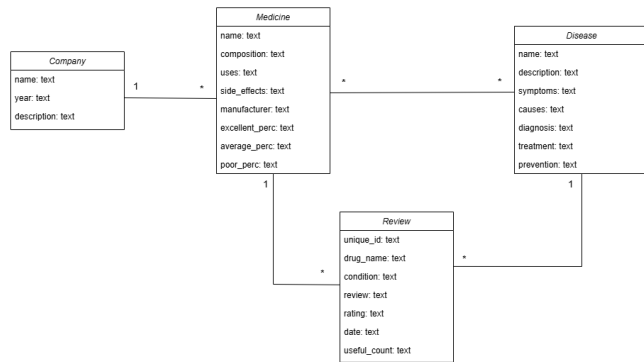 Company
name: text
year: text
description: text
1
*
Medicine
name: text
composition: text
uses: text
side_effects: text
manufacturer: text
excellent_perc: text
average_perc: text
poor_perc: text
*
*
Disease
name: text
description: text
symptoms: text
causes: text
diagnosis: text
treatment: text
prevention: text
1
1
*
*
Review
unique_id: text
drug_name: text
condition: text
review: text
rating: text
date: text
useful_count: text